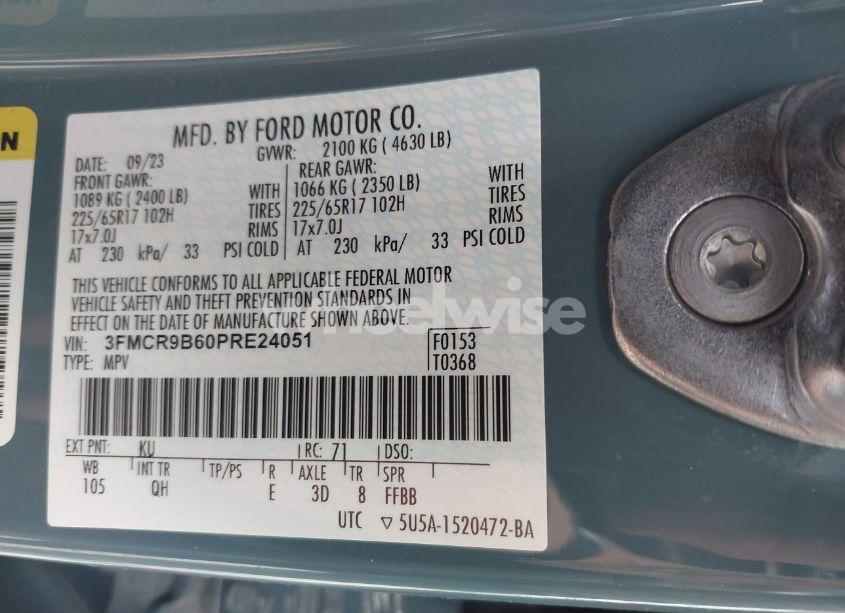 MFD. BY FORD MOTOR CO.
DATE: 09/23 GVWR: 2100 KG ( 4630 LB)
FRONT GAWR: REAR GAWR: WITH
1089 KG ( 2400 LB) WITH 1066 KG ( 2350 LB) TIRES
225/65R17 102H TIRES 225/65R17 102H RIMS
17x7.0J RIMS 17x7.0J
AT 230 kPa/ 33 PSI COLD AT 230 kPa/ 33 PSI COLD
THIS VEHICLE CONFORMS TO ALL APPLICABLE FEDERAL MOTOR
VEHICLE SAFETY AND THEFT PREVENTION STANDARDS IN
EFFECT ON THE DATE OF MANUFACTURE SHOWN ABOVE.
VIN: 3FMCR9B60PRE24051 F0153
TYPE: MPV T0368
EXT PNT: KU RC: 71 DSO:
WB INT TR TP/PS R AXLE TR SPR
105 QH E 3D 8 FFBB
UTC ▽ 5U5A-1520472-BA
N